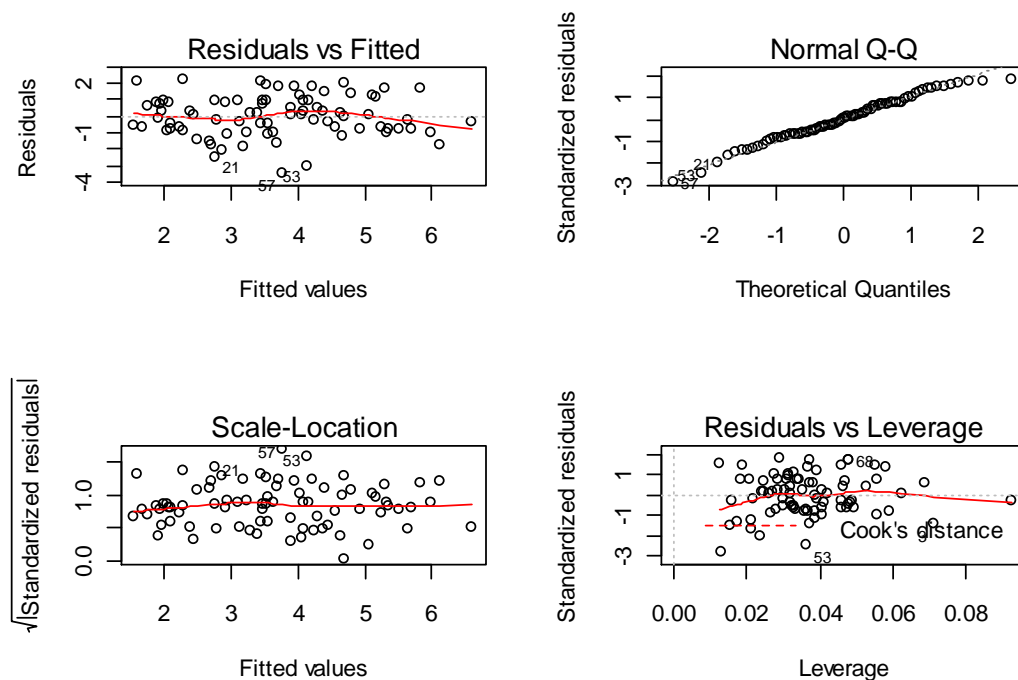 Residuals vs Fitted
Residuals
2
-1
-4
21
57
53
2 3 4 5 6
Fitted values
Normal Q-Q
Standardized residuals
1
-1
-3
21
53
57
-2 -1 0 1 2
Theoretical Quantiles
Scale-Location
√|Standardized residuals|
1.0
0.0
57
53
21
2 3 4 5 6
Fitted values
Residuals vs Leverage
Standardized residuals
1
-1
-3
68
Cook's distance
9
53
0.00 0.02 0.04 0.06 0.08
Leverage